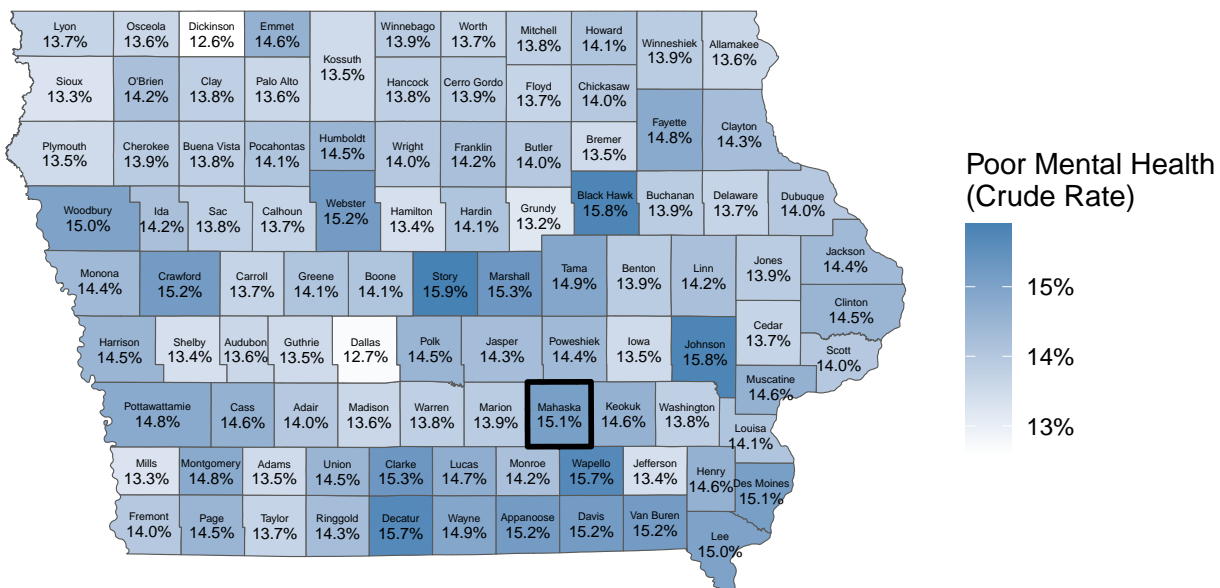 Lyon
13.7%
Osceola
13.6%
Dickinson
12.6%
Emmet
14.6%
Kossuth
13.5%
Winnebago
13.9%
Worth
13.7%
Mitchell
13.8%
Howard
14.1%
Winneshiek
13.9%
Allamakee
13.6%
Sioux
13.3%
O'Brien
14.2%
Clay
13.8%
Palo Alto
13.6%
Hancock
13.8%
Cerro Gordo
13.9%
Floyd
13.7%
Chickasaw
14.0%
Plymouth
13.5%
Cherokee
13.9%
Buena Vista
13.8%
Pocahontas
14.1%
Humboldt
14.5%
Wright
14.0%
Franklin
14.2%
Butler
14.0%
Bremer
13.5%
Fayette
14.8%
Clayton
14.3%
Woodbury
15.0%
Ida
14.2%
Sac
13.8%
Calhoun
13.7%
Webster
15.2%
Hamilton
13.4%
Hardin
14.1%
Grundy
13.2%
Black Hawk
15.8%
Buchanan
13.9%
Delaware
13.7%
Dubuque
14.0%
Monona
14.4%
Crawford
15.2%
Carroll
13.7%
Greene
14.1%
Boone
14.1%
Story
15.9%
Marshall
15.3%
Tama
14.9%
Benton
13.9%
Linn
14.2%
Jones
13.9%
Jackson
14.4%
Clinton
14.5%
Harrison
14.5%
Shelby
13.4%
Audubon
13.6%
Guthrie
13.5%
Dallas
12.7%
Polk
14.5%
Jasper
14.3%
Poweshiek
14.4%
Iowa
13.5%
Johnson
15.8%
Cedar
13.7%
Scott
14.0%
Muscatine
14.6%
Pottawattamie
14.8%
Cass
14.6%
Adair
14.0%
Madison
13.6%
Warren
13.8%
Marion
13.9%
Mahaska
15.1%
Keokuk
14.6%
Washington
13.8%
Louisa
14.1%
Mills
13.3%
Montgomery
14.8%
Adams
13.5%
Union
14.5%
Clarke
15.3%
Lucas
14.7%
Monroe
14.2%
Wapello
15.7%
Jefferson
13.4%
Henry
14.6%
Des Moines
15.1%
Fremont
14.0%
Page
14.5%
Taylor
13.7%
Ringgold
14.3%
Decatur
15.7%
Wayne
14.9%
Appanoose
15.2%
Davis
15.2%
Van Buren
15.2%
Lee
15.0%
Poor Mental Health
(Crude Rate)
15%
14%
13%